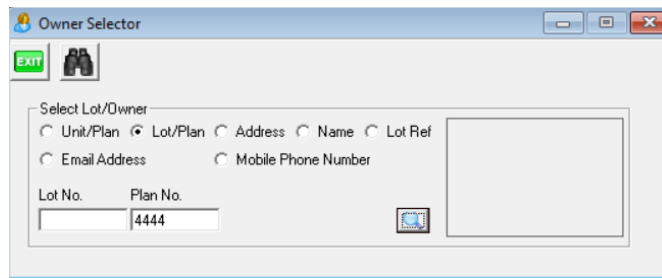 Owner Selector
EXIT
Select Lot/Owner
Unit/Plan Lot/Plan Address Name Lot Ref
Email Address Mobile Phone Number
Lot No. Plan No.
4444